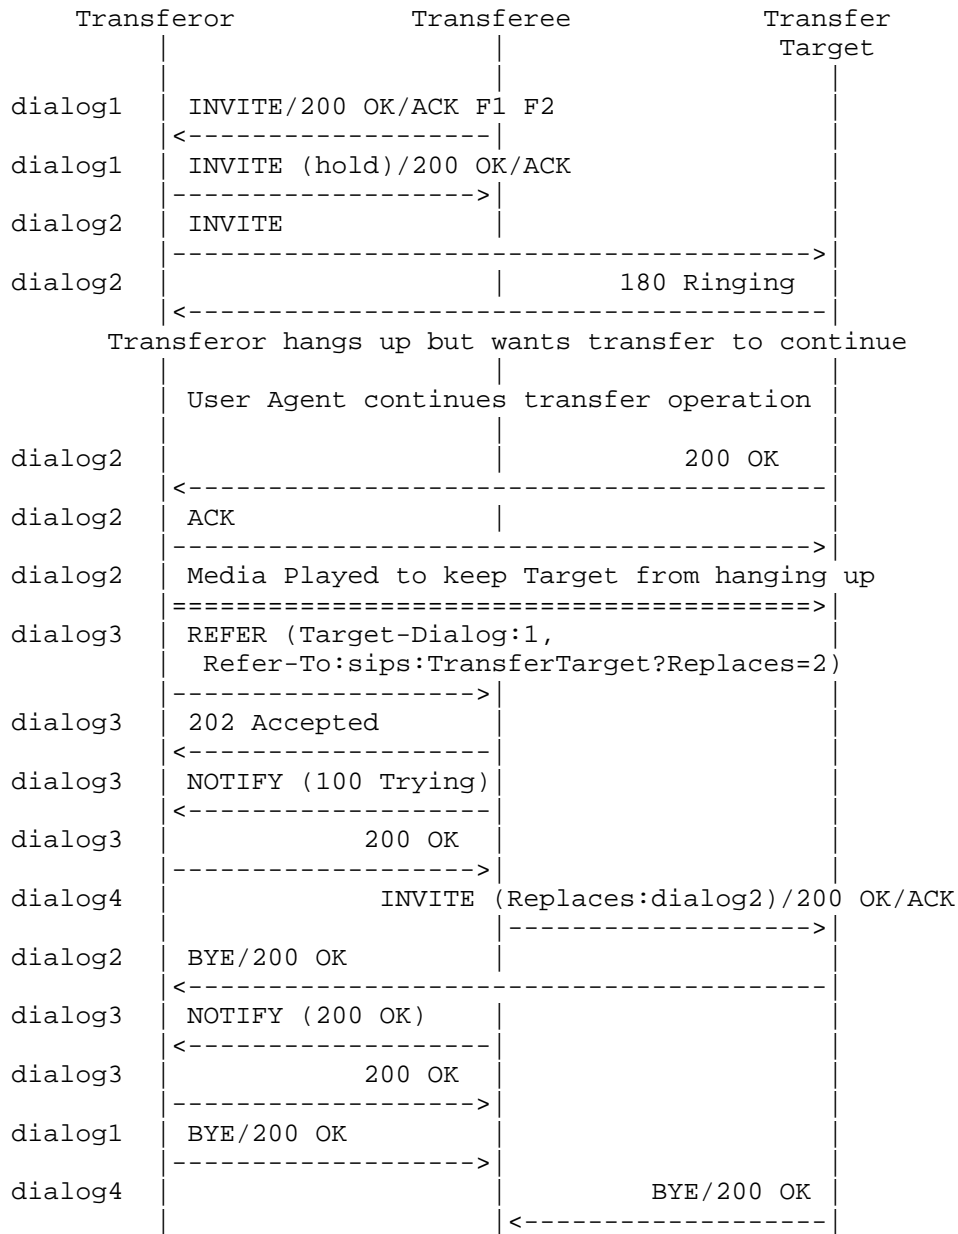 Transferor Transferee Transfer
Target
dialog1 INVITE/200 OK/ACK F1 F2
dialog1 INVITE (hold)/200 OK/ACK
dialog2 INVITE
dialog2 180 Ringing
Transferor hangs up but wants transfer to continue
User Agent continues transfer operation
dialog2 200 OK
dialog2 ACK
dialog2 Media Played to keep Target from hanging up
dialog3 REFER (Target-Dialog:1,
Refer-To:sips:TransferTarget?Replaces=2)
dialog3 202 Accepted
dialog3 NOTIFY (100 Trying)
dialog3 200 OK
dialog4 INVITE (Replaces:dialog2)/200 OK/ACK
dialog2 BYE/200 OK
dialog3 NOTIFY (200 OK)
dialog3 200 OK
dialog1 BYE/200 OK
dialog4 BYE/200 OK